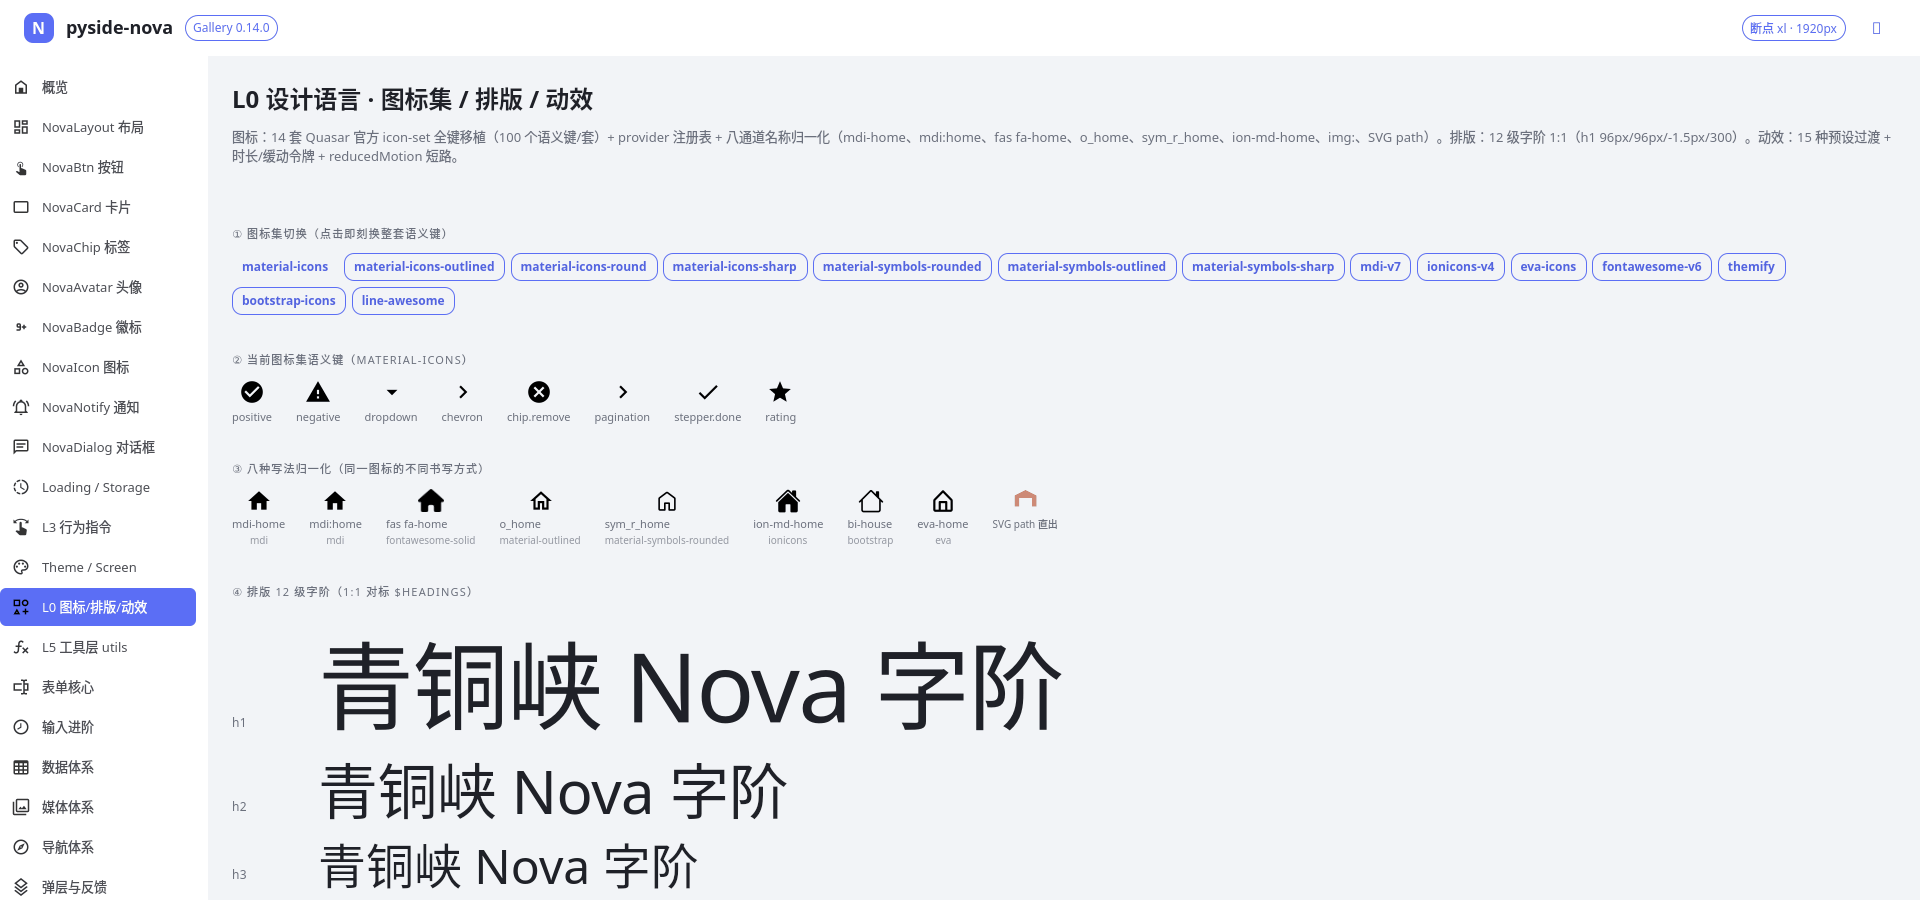 N pyside-nova Gallery 0.14.0 断点 xl · 1920px
概览
NovaLayout 布局
NovaBtn 按钮
NovaCard 卡片
NovaChip 标签
NovaAvatar 头像
9+ NovaBadge 徽标
NovaIcon 图标
NovaNotify 通知
NovaDialog 对话框
Loading / Storage
L3 行为指令
Theme / Screen
L0 图标/排版/动效
L5 工具层 utils
表单核心
输入进阶
数据体系
媒体体系
导航体系
弹层与反馈
L0 设计语言 · 图标集 / 排版 / 动效
图标：14 套 Quasar 官方 icon-set 全键移植（100 个语义键/套）+ provider 注册表 + 八通道名称归一化（mdi-home、mdi:home、fas fa-home、o_home、sym_r_home、ion-md-home、img:、SVG path）。排版：12 级字阶 1:1（h1 96px/96px/-1.5px/300）。动效：15 种预设过渡 +
时长/缓动令牌 + reducedMotion 短路。
① 图标集切换（点击即刻换整套语义键）
material-icons material-icons-outlined material-icons-round material-icons-sharp material-symbols-rounded material-symbols-outlined material-symbols-sharp mdi-v7 ionicons-v4 eva-icons fontawesome-v6 themify
bootstrap-icons line-awesome
② 当前图标集语义键（MATERIAL-ICONS）
positive negative dropdown chevron chip.remove pagination stepper.done rating
③ 八种写法归一化（同一图标的不同书写方式）
mdi-home mdi:home fas fa-home o_home sym_r_home ion-md-home bi-house eva-home SVG path 直出
mdi mdi fontawesome-solid material-outlined material-symbols-rounded ionicons bootstrap eva
④ 排版 12 级字阶（1:1 对标 $HEADINGS）
h1 青铜峡 Nova 字阶
h2 青铜峡 Nova 字阶
h3 青铜峡 Nova 字阶